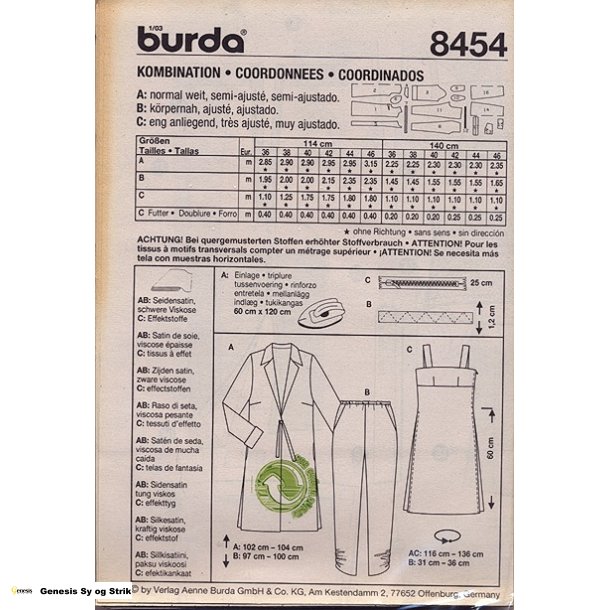 1/03
burda® 8454
KOMBINATION • COORDONNEES • COORDINADOS
A: normal weit, semi-ajusté, semi-ajustado.
B: körpernah, ajusté, ajustado.
C: eng anliegend, très ajusté, muy ajustado.
Größen
Tailles • Tallas Eur. 114 cm 140 cm
36 38 40 42 44 46 36 38 40 42 44 46
A m 2.85 2.90 2.90 2.95 2.95 3.15 2.25 2.25 2.30 2.30 2.30 2.35
B m 1.95 2.00 2.00 2.15 2.35 2.35 1.45 1.45 1.55 1.55 1.55 1.65
C m 1.10 1.25 1.75 1.75 1.80 1.80 1.10 1.10 1.10 1.10 1.10 1.10
C Futter • Doublure • Forro m 0.40 0.40 0.40 0.40 0.40 0.40 0.20 0.20 0.20 0.25 0.25 0.25
* ohne Richtung • sans sens • sin dirección
ACHTUNG! Bei quergemusterten Stoffen erhöhter Stoffverbrauch • ATTENTION! Pour les
tissus à motifs transversals compter un métrage supérieur • ¡ATTENTION! Se necesita más
tela con muestras horizontales.
A: Einlage • triplure
tussenvoering • rinforzo
entretela • mellanlägg
indlæg • tukikangas
60 cm x 120 cm
C 25 cm
B 1,2 cm
AB: Seidensatin,
schwere Viskose
C: Effektstoffe
AB: Satin de soie,
viscose épaisse
C: tissus à effet
AB: Zijden satin,
zware viscose
C: effectstoffen
AB: Raso di seta,
viscosa pesante
C: tessuti d'effetto
AB: Satén de seda,
viscosa de mucha
caída
C: telas de fantasía
AB: Sidensatin
tung viskos
C: effekttyg
AB: Silkesatin,
kraftig viskose
C: effektstof
AB: Silkkisatiini,
paksu viskoosi
C: efektikankaat
A
B
C
60 cm
A: 102 cm – 104 cm
B: 97 cm – 100 cm
AC: 116 cm – 136 cm
B: 31 cm – 36 cm
© by Verlag Aenne Burda GmbH & Co. KG, Am Kestendamm 2, 77652 Offenburg, Germany
Genesis Genesis Sy og Strik